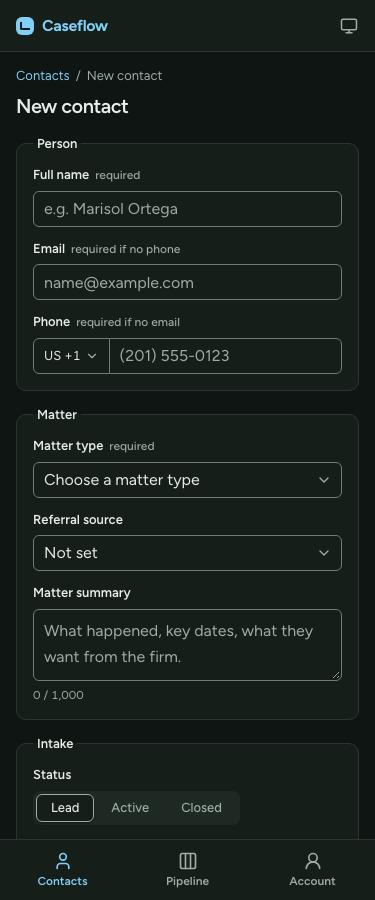 Caseflow
Contacts / New contact
New contact
Person
Full name required
e.g. Marisol Ortega
Email required if no phone
name@example.com
Phone required if no email
US +1 (201) 555-0123
Matter
Matter type required
Choose a matter type
Referral source
Not set
Matter summary
What happened, key dates, what they
want from the firm.
0 / 1,000
Intake
Status
Lead Active Closed
Contacts Pipeline Account